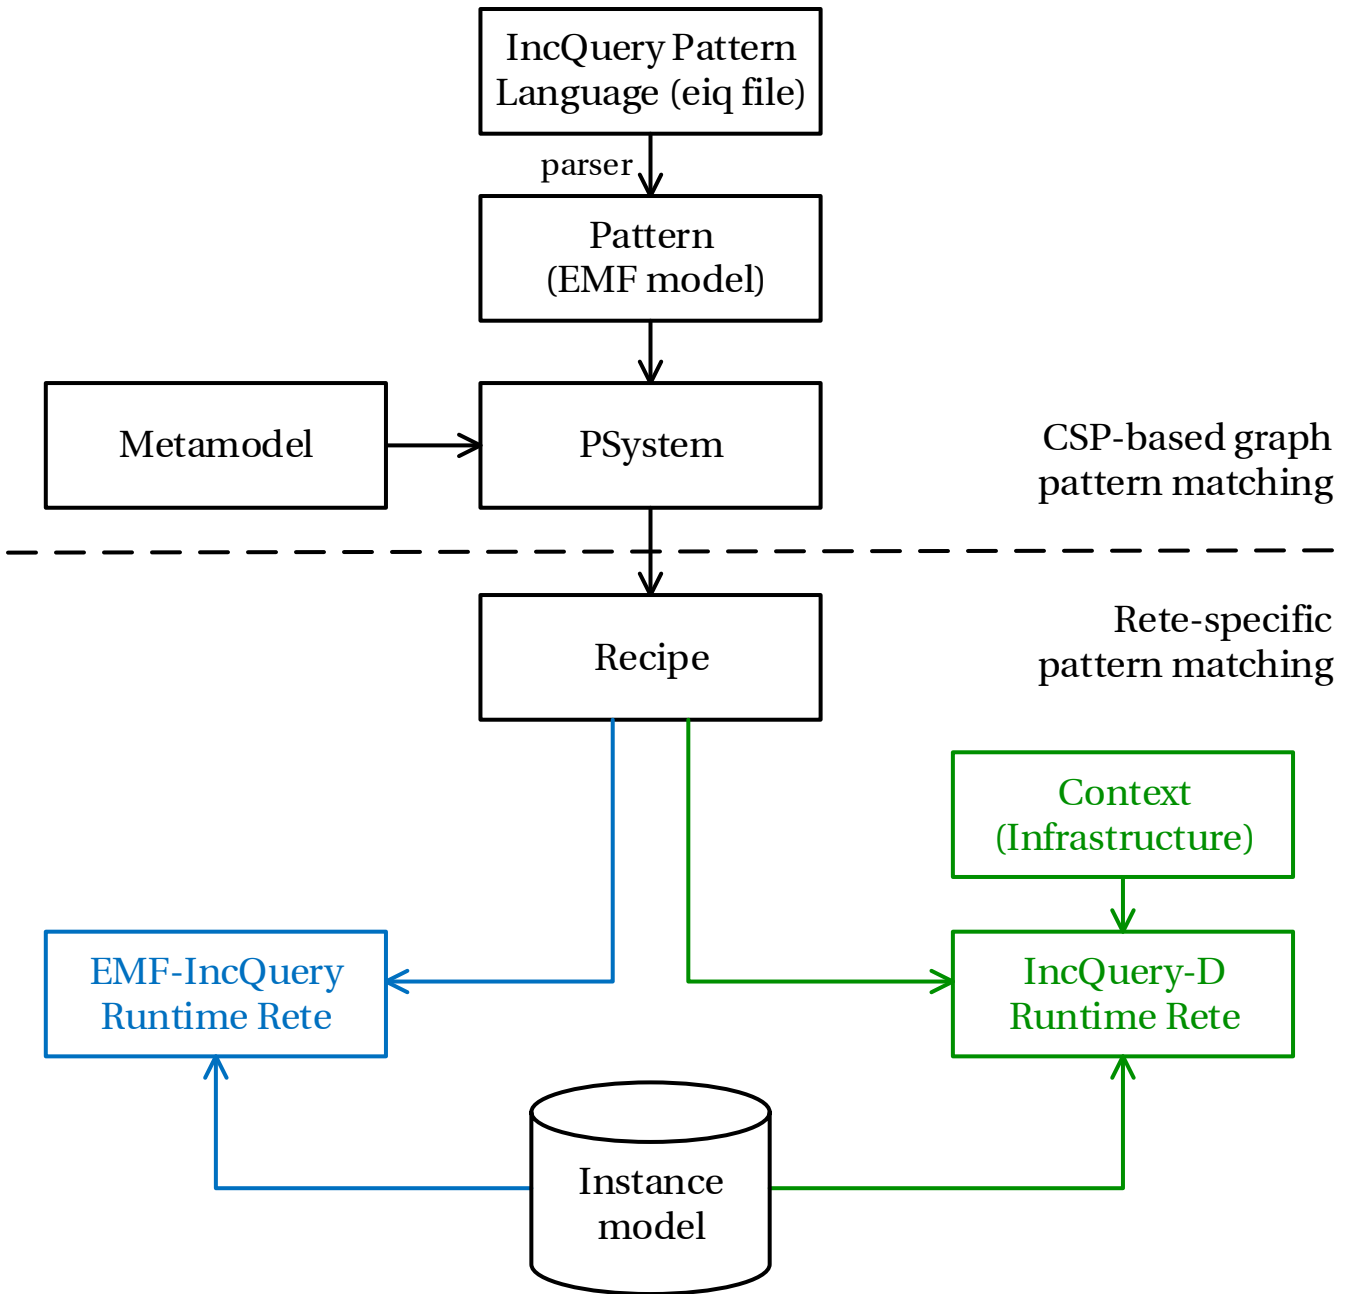 IncQuery Pattern
Language (eiq file)
parser
Pattern
(EMF model)
Metamodel
PSystem
CSP-based graph
pattern matching
Rete-specific
pattern matching
Recipe
Context
(Infrastructure)
EMF-IncQuery
Runtime Rete
IncQuery-D
Runtime Rete
Instance
model